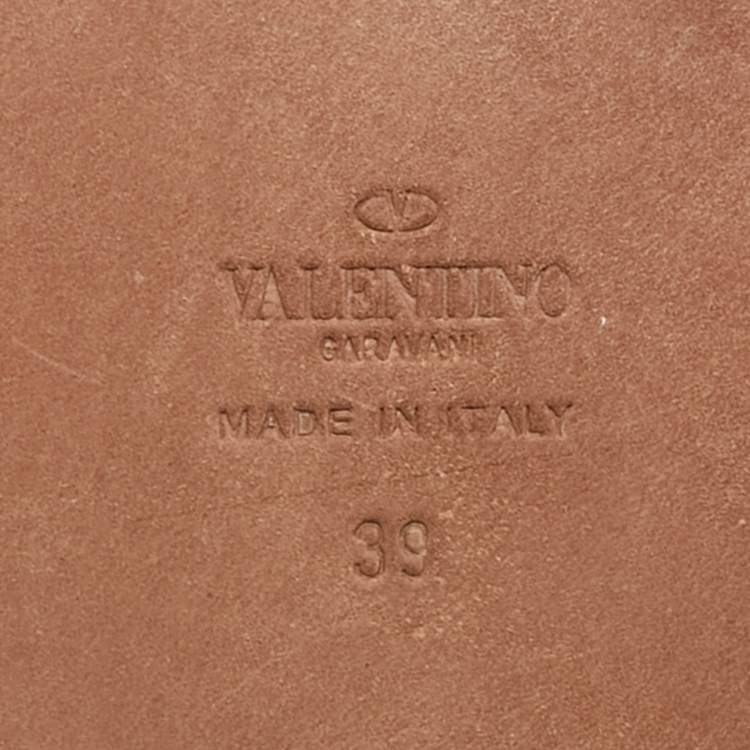 V
VALENTINO
GARAVANI
MADE IN ITALY
39